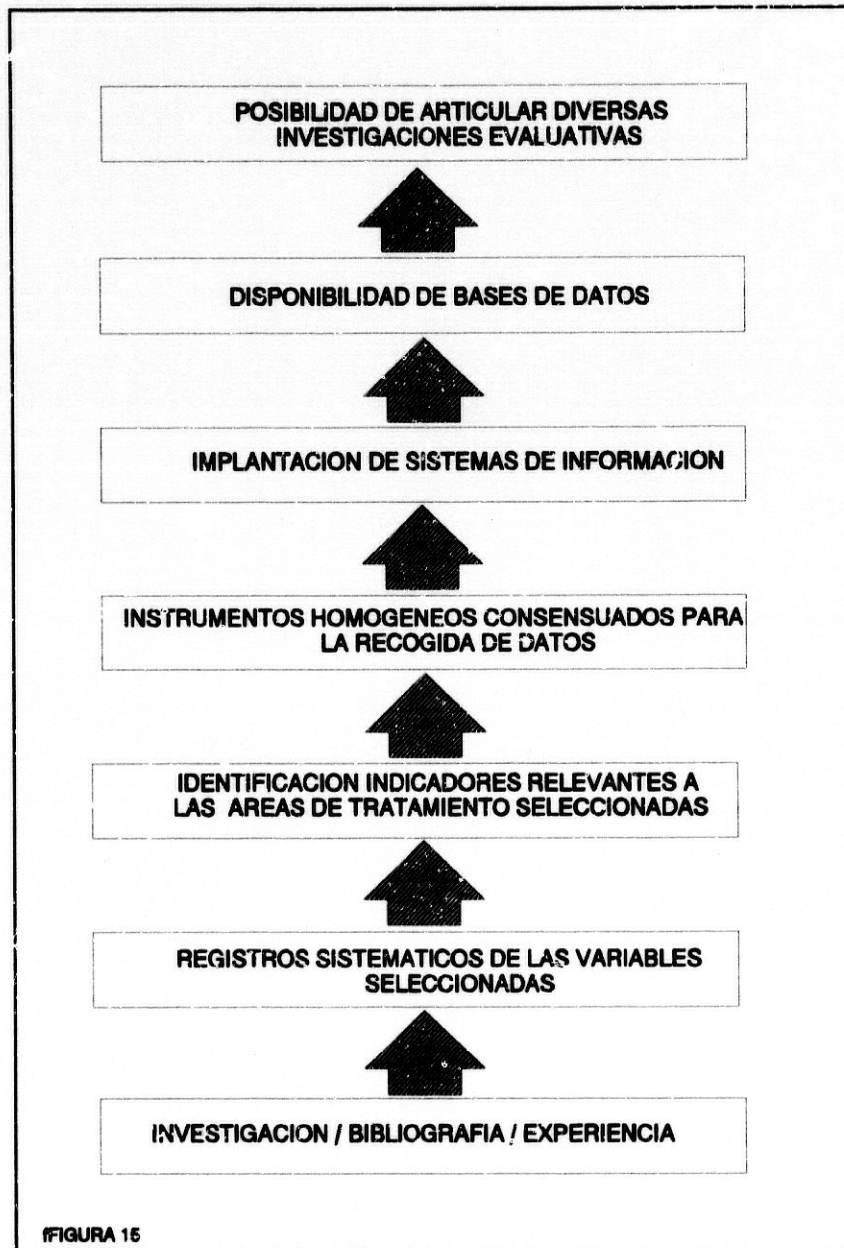 POSIBILIDAD DE ARTICULAR DIVERSAS
INVESTIGACIONES EVALUATIVAS
DISPONIBILIDAD DE BASES DE DATOS
IMPLANTACION DE SISTEMAS DE INFORMACION
INSTRUMENTOS HOMOGENEOS CONSENSUADOS PARA
LA RECOGIDA DE DATOS
IDENTIFICACION INDICADORES RELEVANTES A
LAS AREAS DE TRATAMIENTO SELECCIONADAS
REGISTROS SISTEMATICOS DE LAS VARIABLES
SELECCIONADAS
INVESTIGACION / BIBLIOGRAFIA / EXPERIENCIA
fFIGURA 15